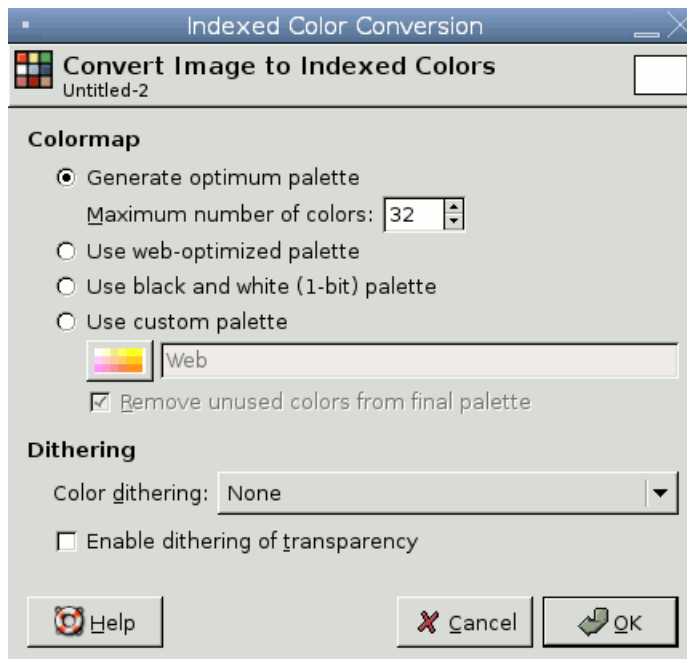 Indexed Color Conversion
Convert Image to Indexed Colors
Untitled-2
Colormap
Generate optimum palette
Maximum number of colors: 32
Use web-optimized palette
Use black and white (1-bit) palette
Use custom palette
Web
Remove unused colors from final palette
Dithering
Color dithering: None
Enable dithering of transparency
Help Cancel OK